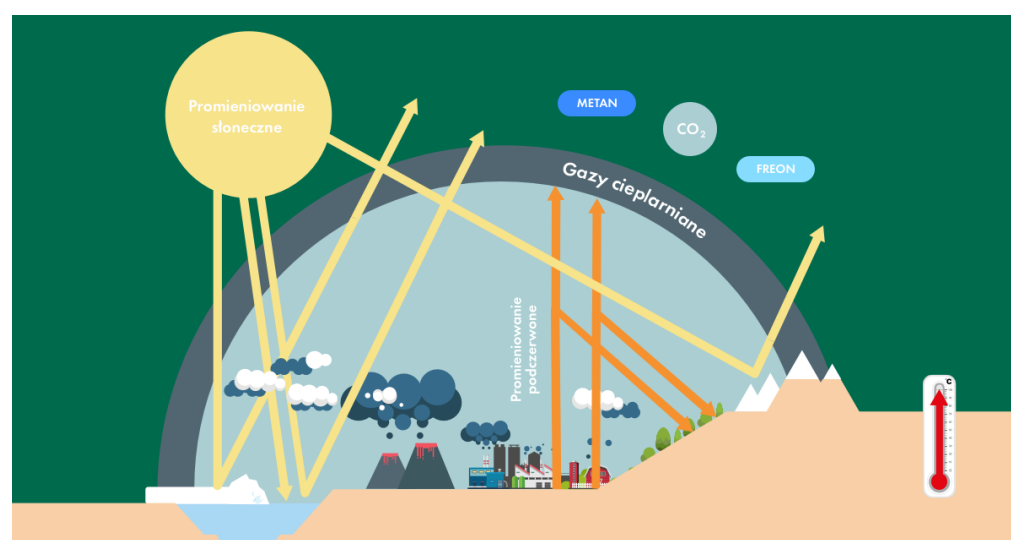 Promieniowanie
słoneczne
METAN
CO₂
FREON
Gazy cieplarniane
Promieniowanie
podczerwone
C